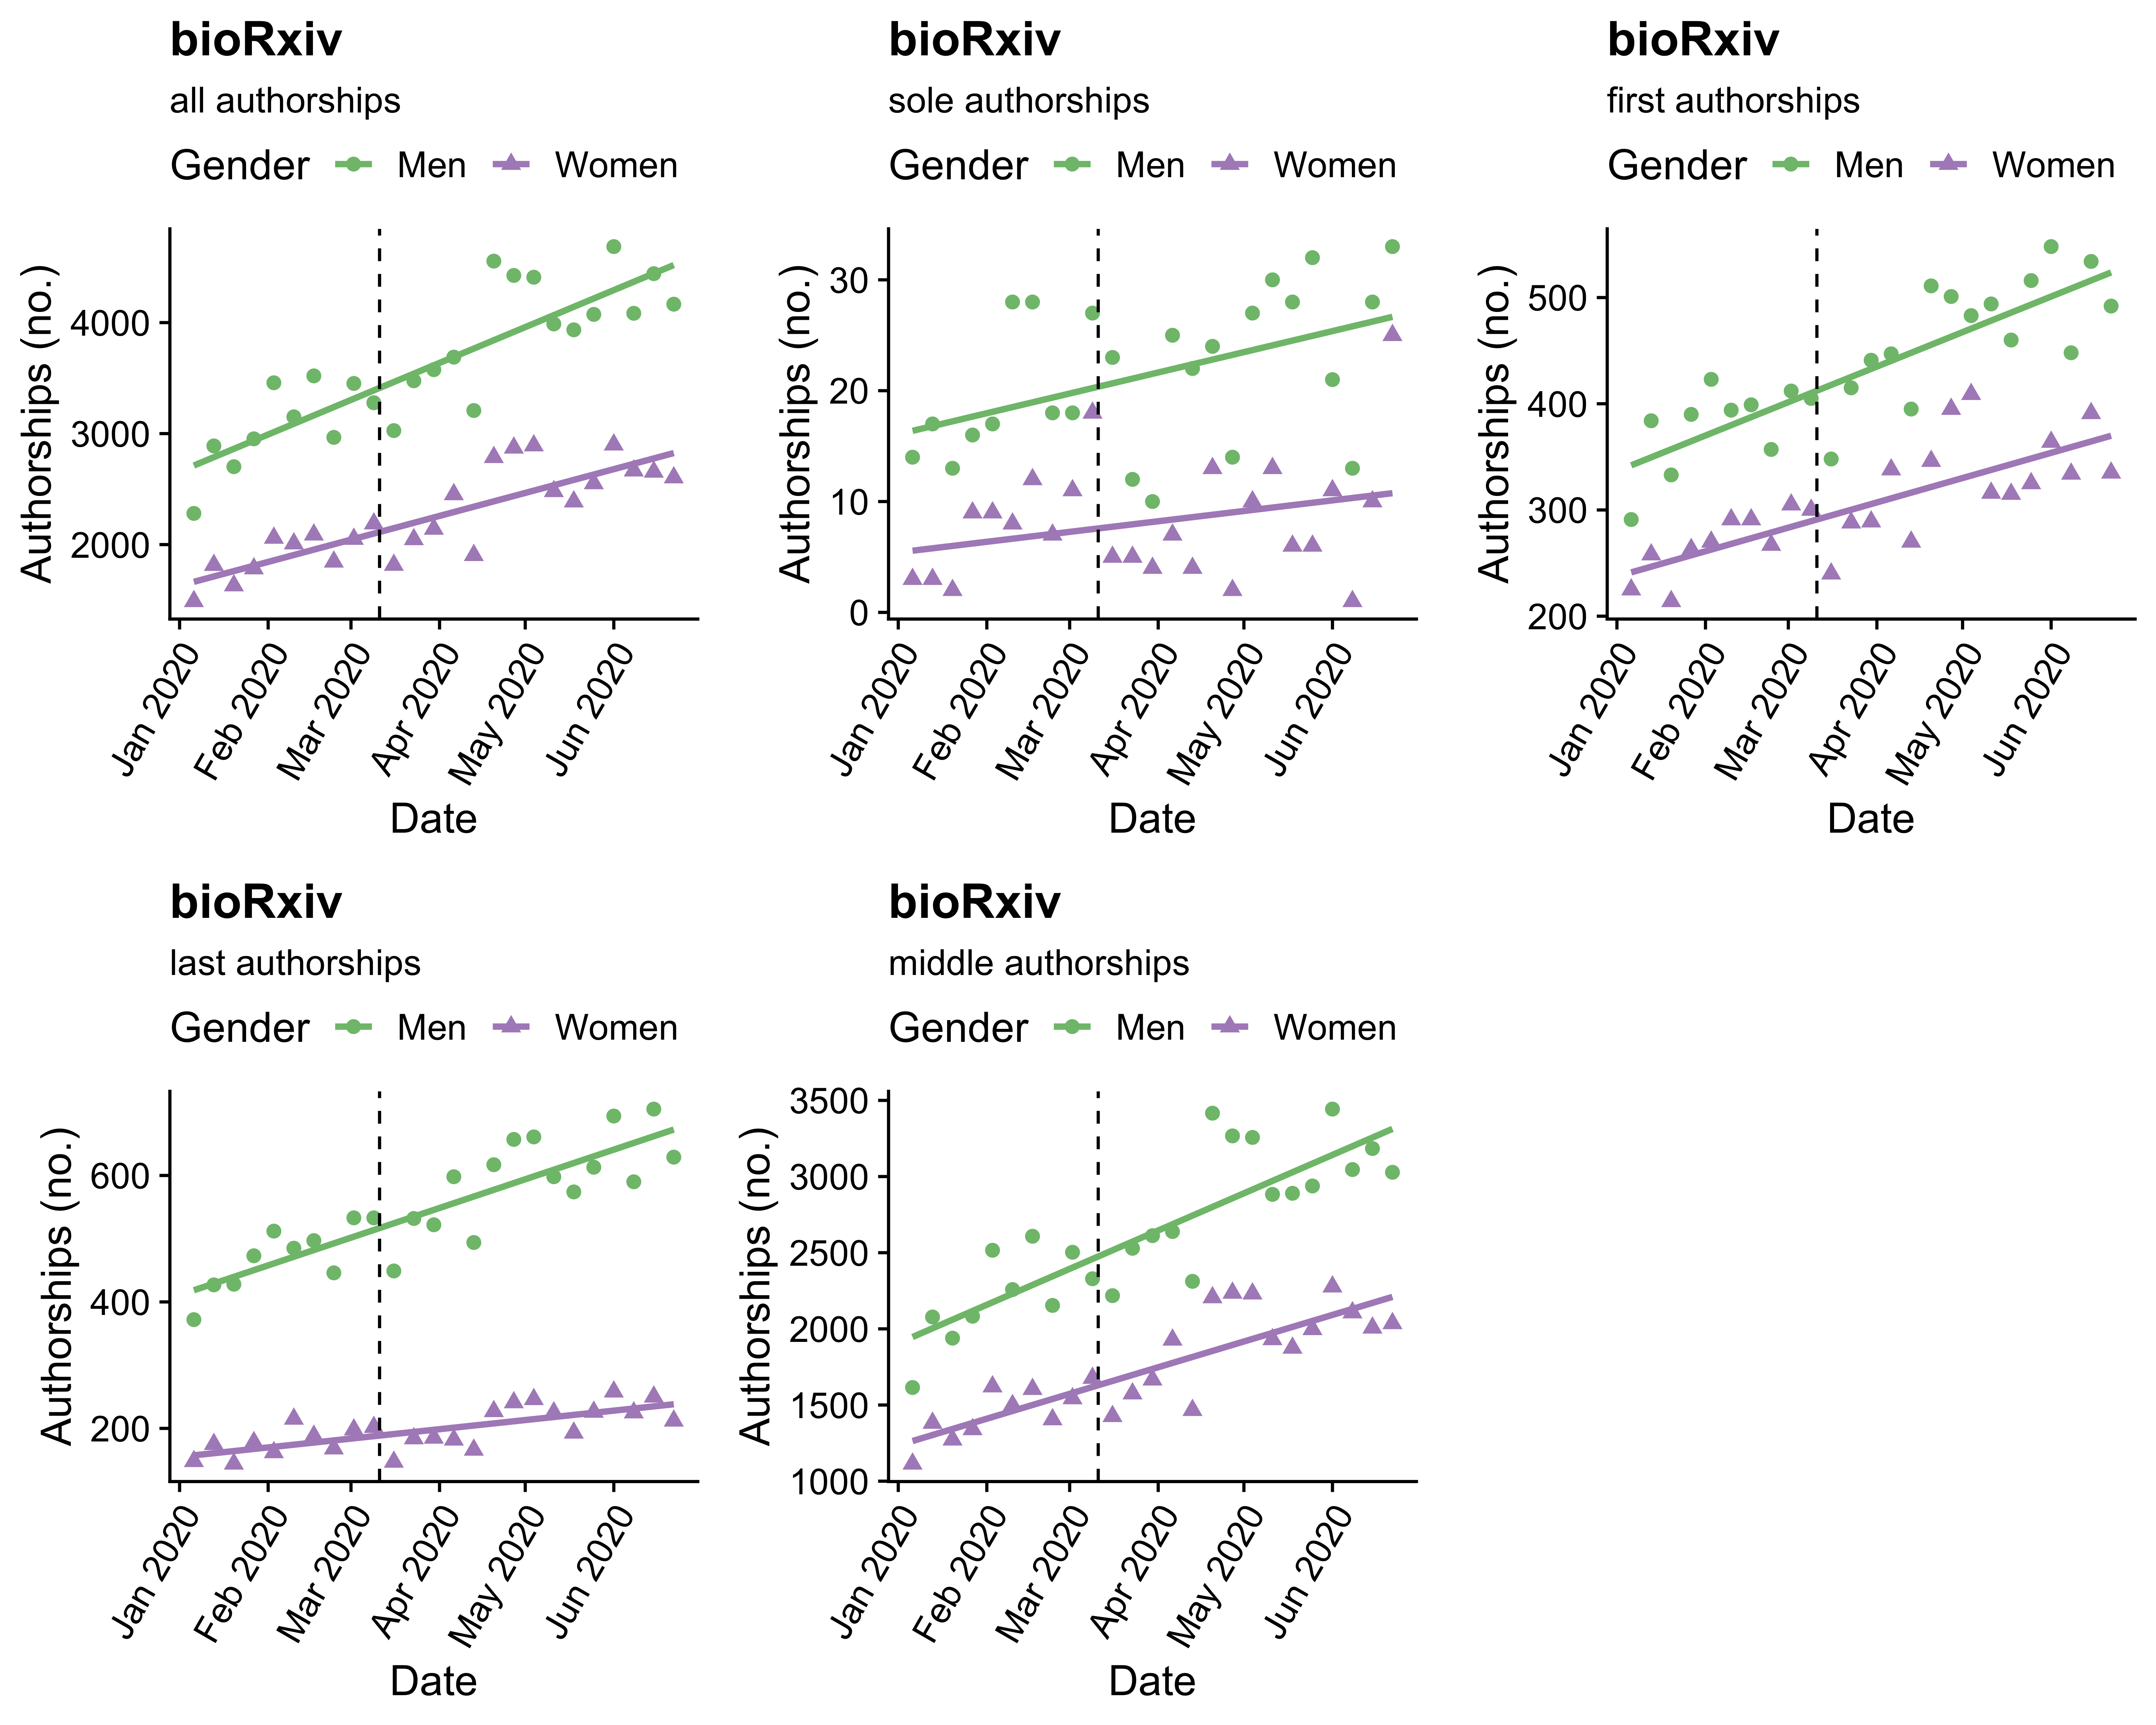 bioRxiv
all authorships
Gender Men Women
Authorships (no.)
4000
3000
2000
Jan 2020
Feb 2020
Mar 2020
Apr 2020
May 2020
Jun 2020
Date
bioRxiv
sole authorships
Gender Men Women
Authorships (no.)
30
20
10
0
Jan 2020
Feb 2020
Mar 2020
Apr 2020
May 2020
Jun 2020
Date
bioRxiv
first authorships
Gender Men Women
Authorships (no.)
500
400
300
200
Jan 2020
Feb 2020
Mar 2020
Apr 2020
May 2020
Jun 2020
Date
bioRxiv
last authorships
Gender Men Women
Authorships (no.)
600
400
200
Jan 2020
Feb 2020
Mar 2020
Apr 2020
May 2020
Jun 2020
Date
bioRxiv
middle authorships
Gender Men Women
Authorships (no.)
3500
3000
2500
2000
1500
1000
Jan 2020
Feb 2020
Mar 2020
Apr 2020
May 2020
Jun 2020
Date